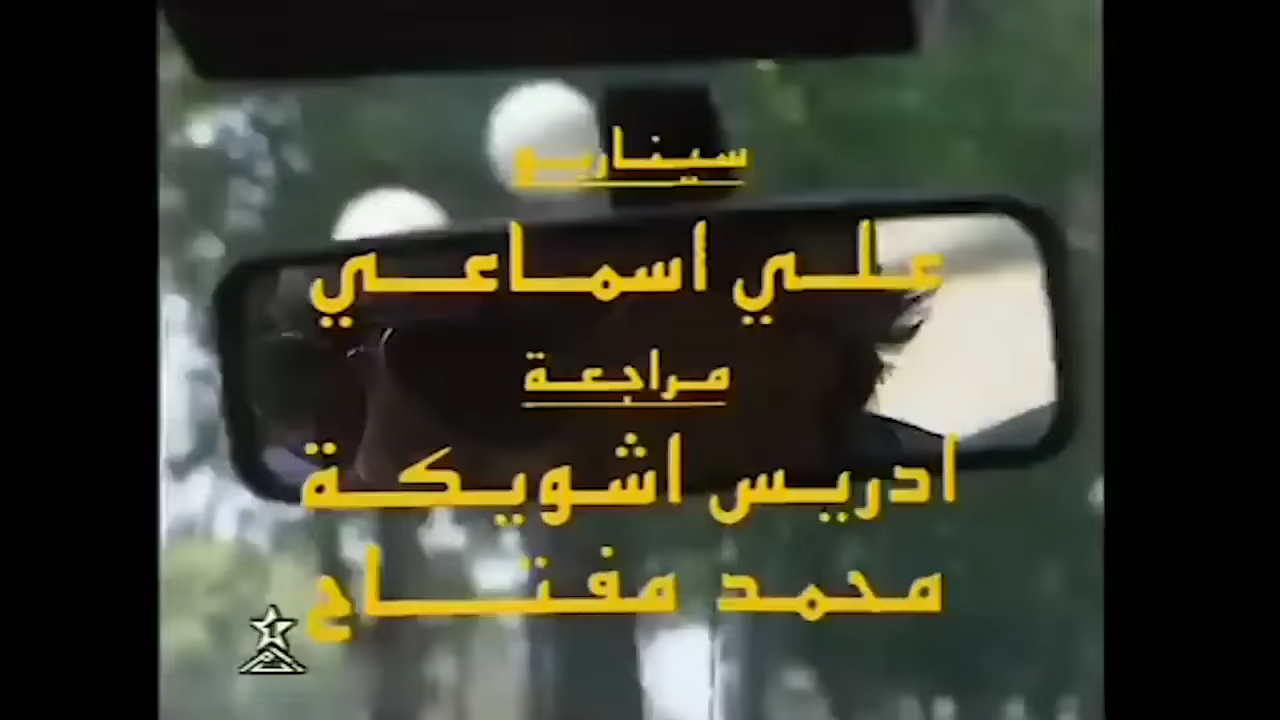 سيناريو
علي اسماعي
مراجعة
ادريس اشويكة
محمد مفتاح